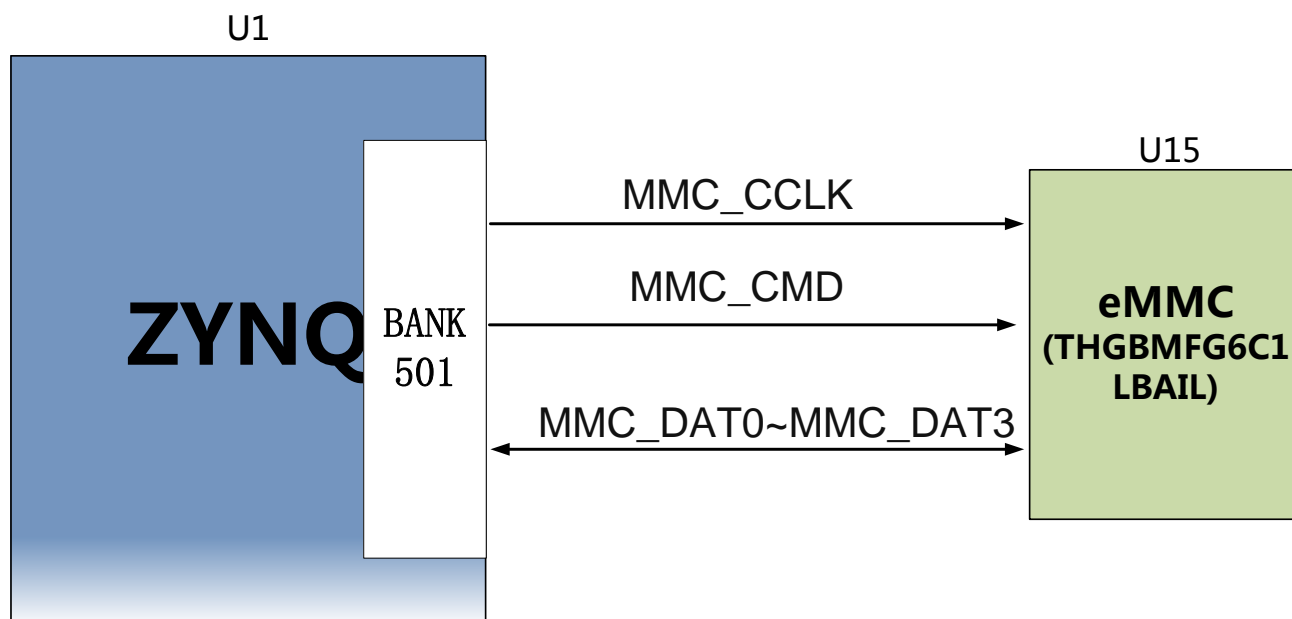 U1
U15
MMC_CCLK
MMC_CMD
ZYNQ
BANK
501
eMMC
(THGBMFG6C1
LBAIL)
MMC_DAT0~MMC_DAT3